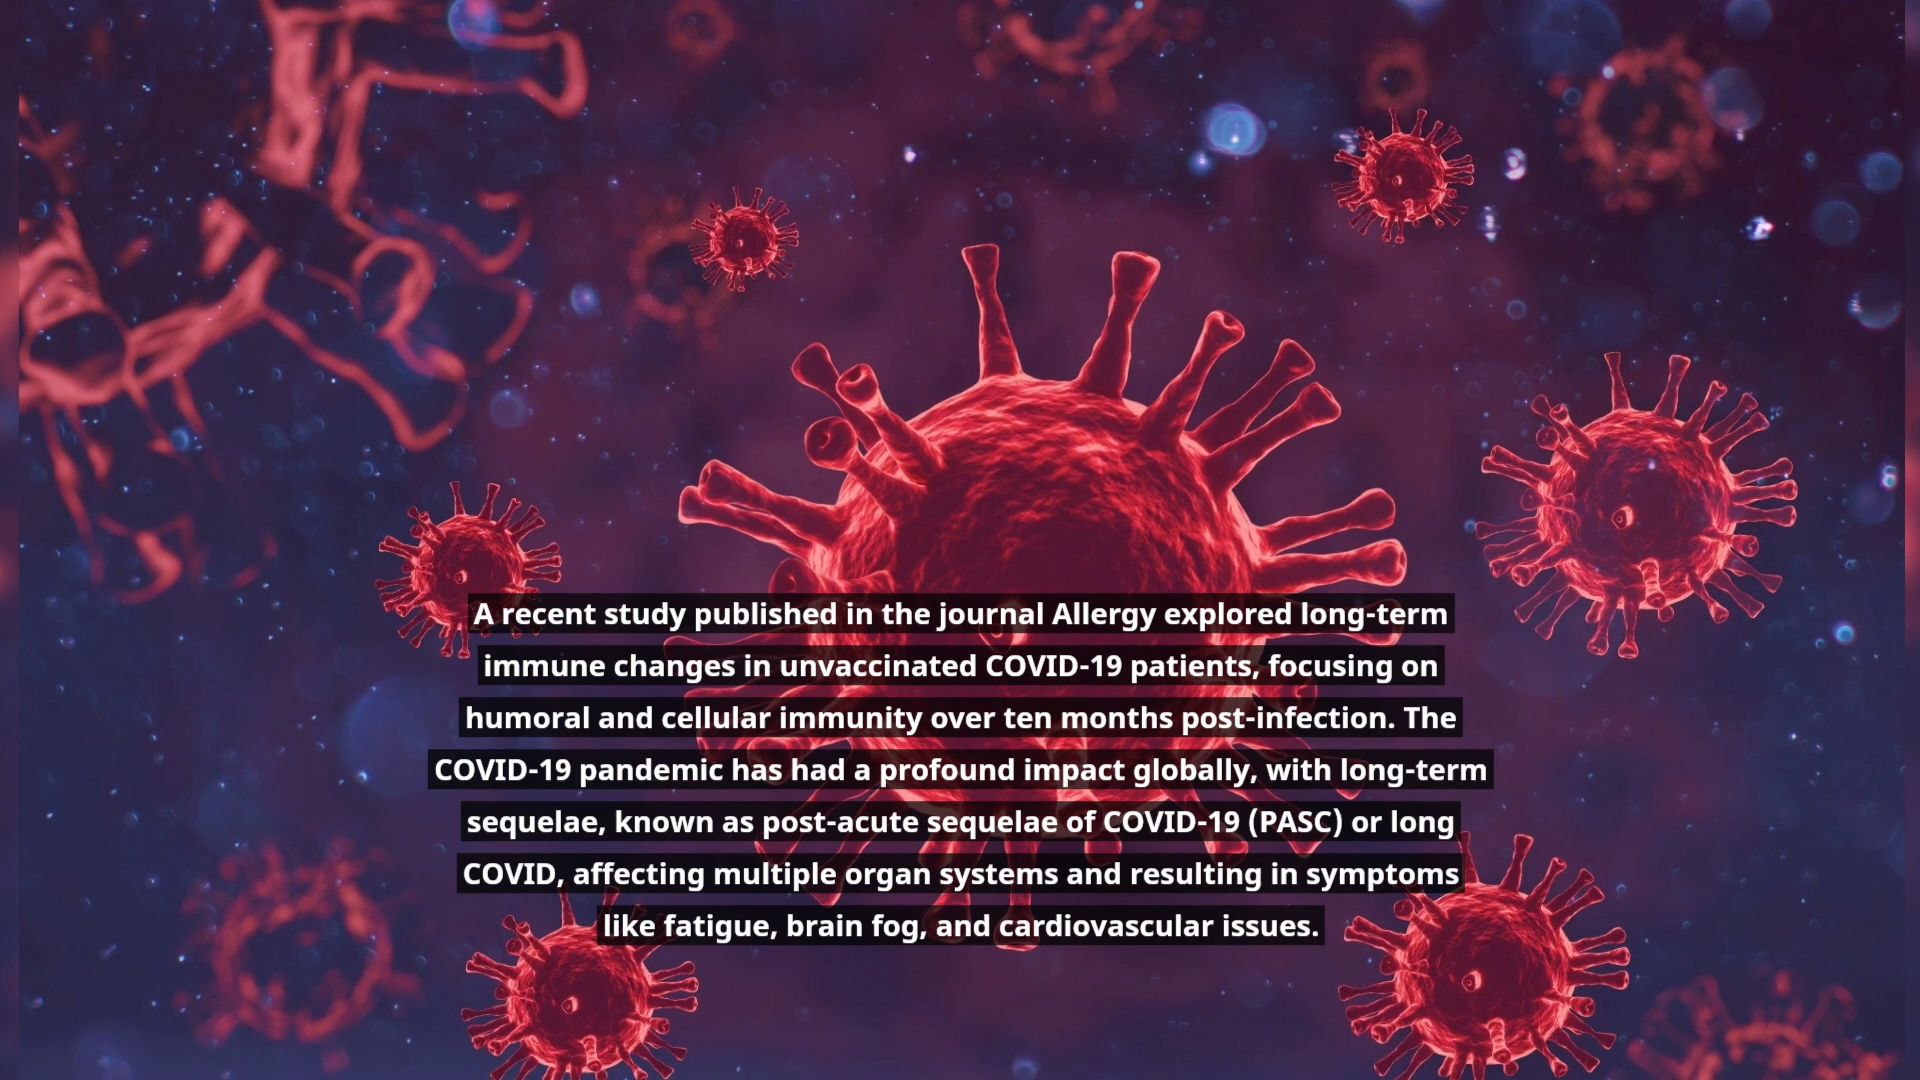 A recent study published in the journal Allergy explored long-term
immune changes in unvaccinated COVID-19 patients, focusing on
humoral and cellular immunity over ten months post-infection. The
COVID-19 pandemic has had a profound impact globally, with long-term
sequelae, known as post-acute sequelae of COVID-19 (PASC) or long
COVID, affecting multiple organ systems and resulting in symptoms
like fatigue, brain fog, and cardiovascular issues.